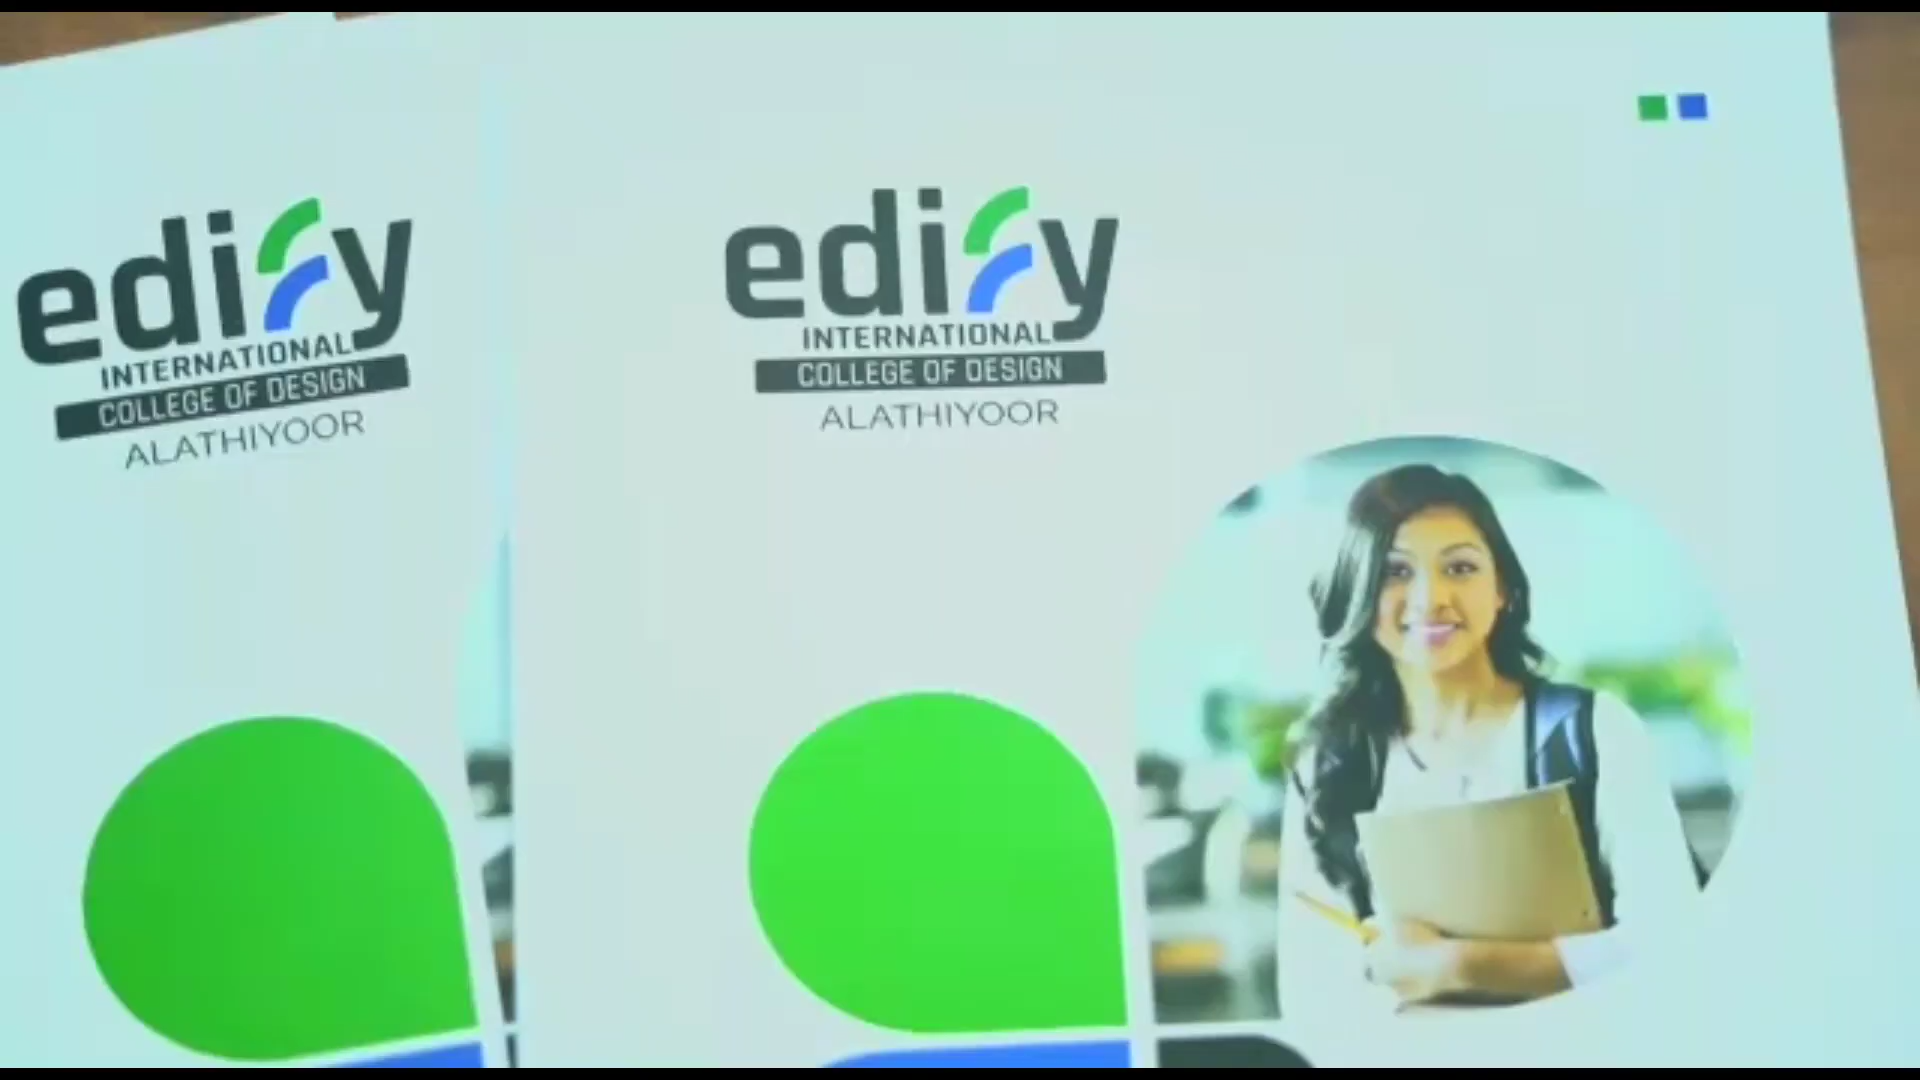 edify
INTERNATIONAL
COLLEGE OF DESIGN
ALATHIYOOR
edify
INTERNATIONAL
COLLEGE OF DESIGN
ALATHIYOOR